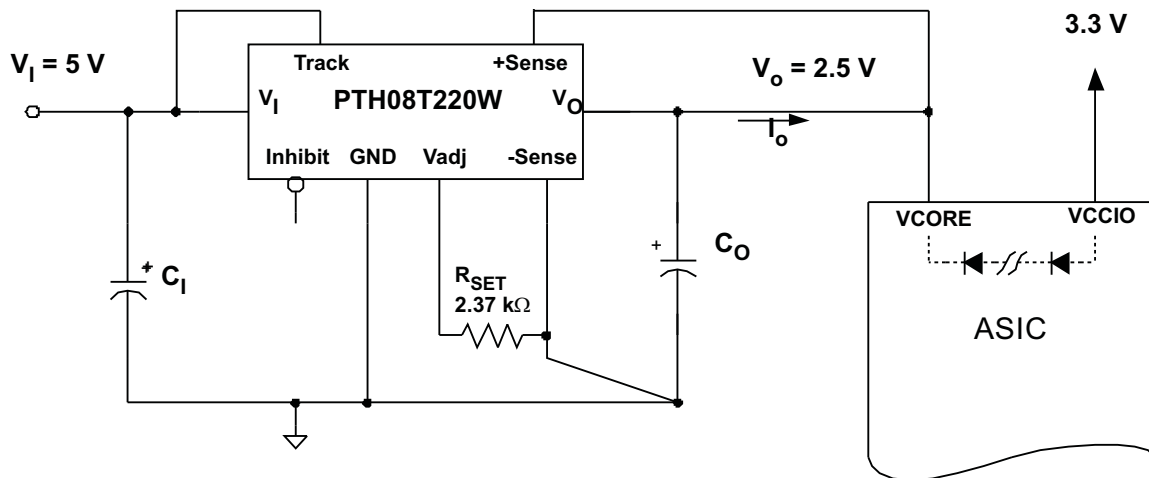 3.3 V
V_I = 5 V
Track
+Sense
V_o = 2.5 V
V_I
PTH08T220W
V_O
I_o
Inhibit
GND
Vadj
-Sense
VCORE
VCCIO
+
C_I
+
C_O
R_SET
2.37 kΩ
ASIC